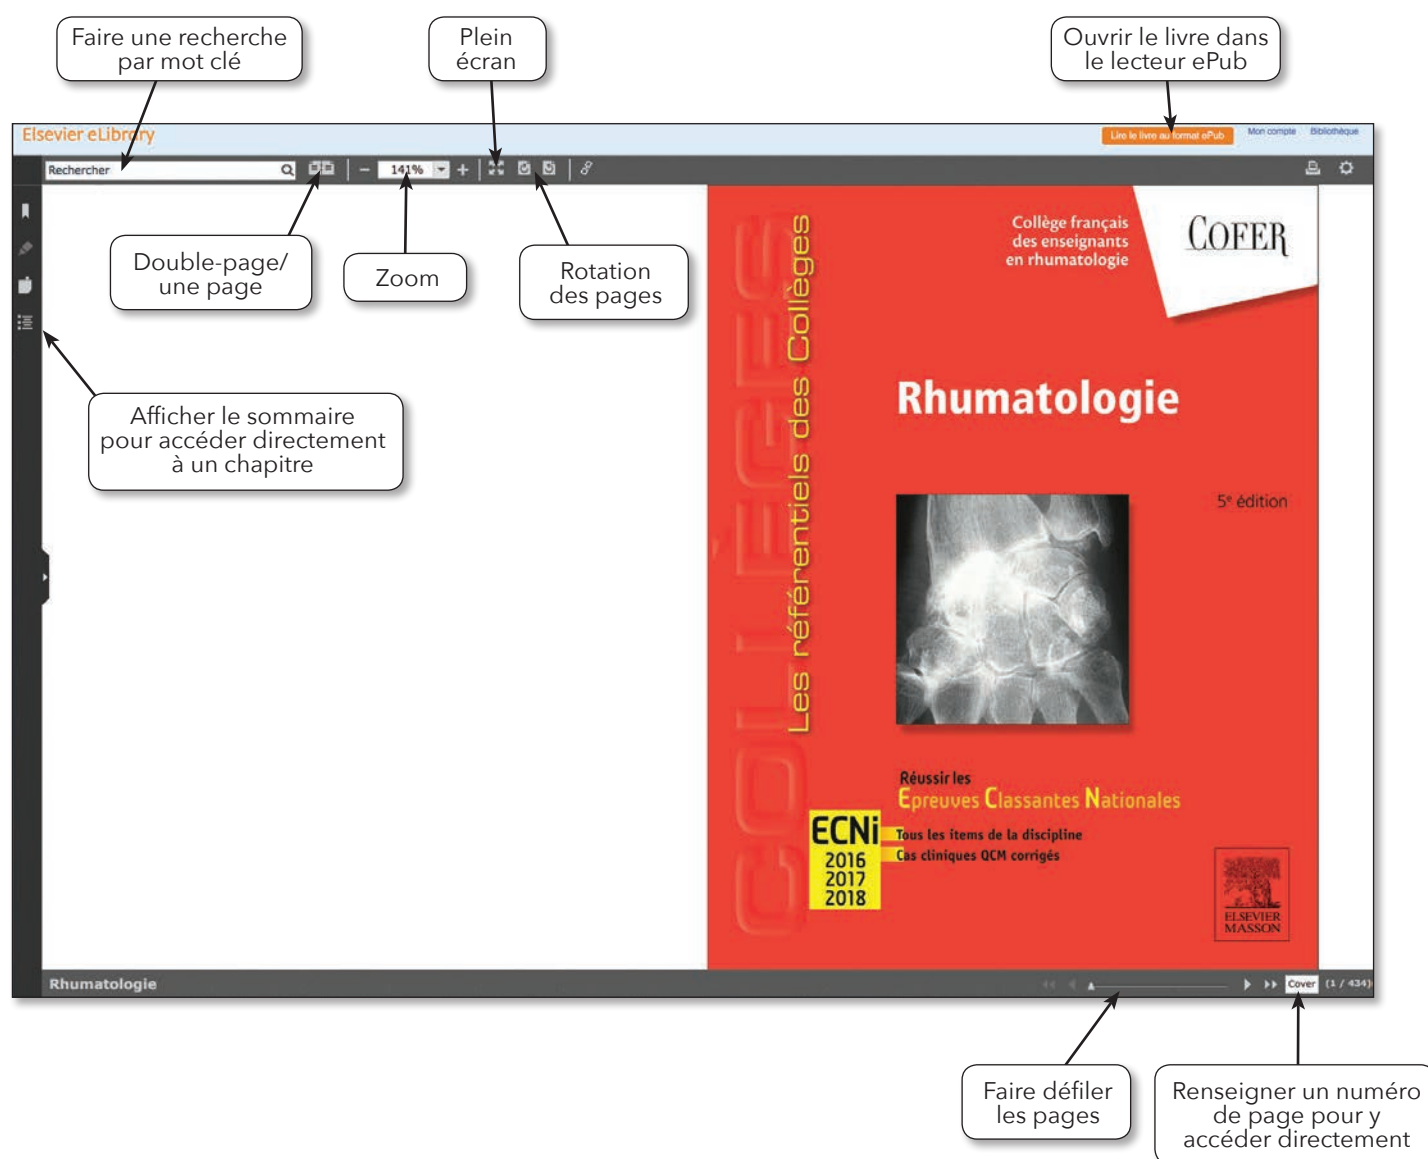 Faire une recherche
par mot clé
Plein
écran
Ouvrir le livre dans
le lecteur ePub
Elsevier eLibrary
Lire le livre au format ePub
Mon compte
Bibliothèque
Rechercher
141%
Double-page/
une page
Zoom
Rotation
des pages
Afficher le sommaire
pour accéder directement
à un chapitre
COLLÈGES
Les référentiels des Collèges
Collège français
des enseignants
en rhumatologie
COFER
Rhumatologie
5e édition
Réussir les
Epreuves Classantes Nationales
ECNi
2016
2017
2018
Tous les items de la discipline
Cas cliniques QCM corrigés
ELSEVIER
MASSON
Rhumatologie
Cover
(1 / 434)
Faire défiler
les pages
Renseigner un numéro
de page pour y
accéder directement